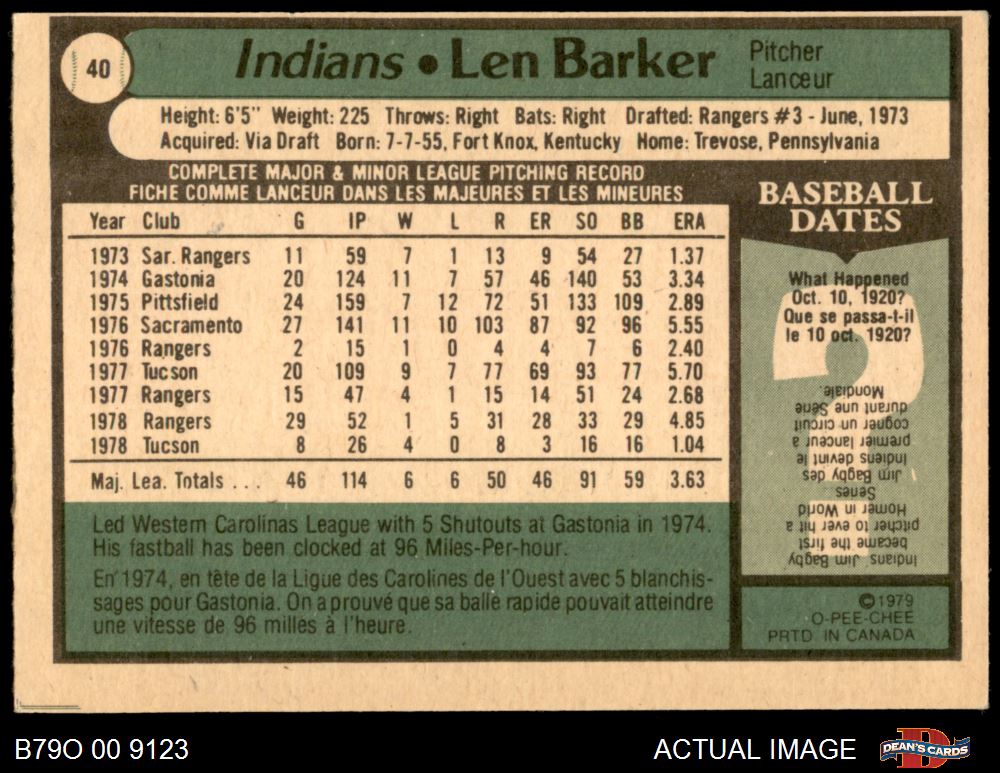 40
Indians • Len Barker
Pitcher
Lanceur
Height: 6'5" Weight: 225 Throws: Right Bats: Right Drafted: Rangers #3 - June, 1973
Acquired: Via Draft Born: 7-7-55, Fort Knox, Kentucky Home: Trevose, Pennsylvania
COMPLETE MAJOR & MINOR LEAGUE PITCHING RECORD
FICHE COMME LANCEUR DANS LES MAJEURES ET LES MINEURES
Year Club G IP W L R ER SO BB ERA
1973 Sar. Rangers 11 59 7 1 13 9 54 27 1.37
1974 Gastonia 20 124 11 7 57 46 140 53 3.34
1975 Pittsfield 24 159 7 12 72 51 133 109 2.89
1976 Sacramento 27 141 11 10 103 87 92 96 5.55
1976 Rangers 2 15 1 0 4 4 7 6 2.40
1977 Tucson 20 109 9 7 77 69 93 77 5.70
1977 Rangers 15 47 4 1 15 14 51 24 2.68
1978 Rangers 29 52 1 5 31 28 33 29 4.85
1978 Tucson 8 26 4 0 8 3 16 16 1.04
Maj. Lea. Totals . . . 46 114 6 6 50 46 91 59 3.63
Led Western Carolinas League with 5 Shutouts at Gastonia in 1974.
His fastball has been clocked at 96 Miles-Per-hour.
En 1974, en tête de la Ligue des Carolines de l'Ouest avec 5 blanchis-
sages pour Gastonia. On a prouvé que sa balle rapide pouvait atteindre
une vitesse de 96 milles à l'heure.
BASEBALL
DATES
What Happened
Oct. 10, 1920?
Que se passa-t-il
le 10 oct. 1920?
Indians Jim Bagby
became the first
pitcher to ever hit a
Homer in World
Series
Jim Bagby des
Indiens devint le
premier lanceur à
cogner un circuit
durant une Série
Mondiale.
©1979
O-PEE-CHEE
PRTD. IN CANADA
B79O 00 9123
ACTUAL IMAGE
DEAN'S CARDS